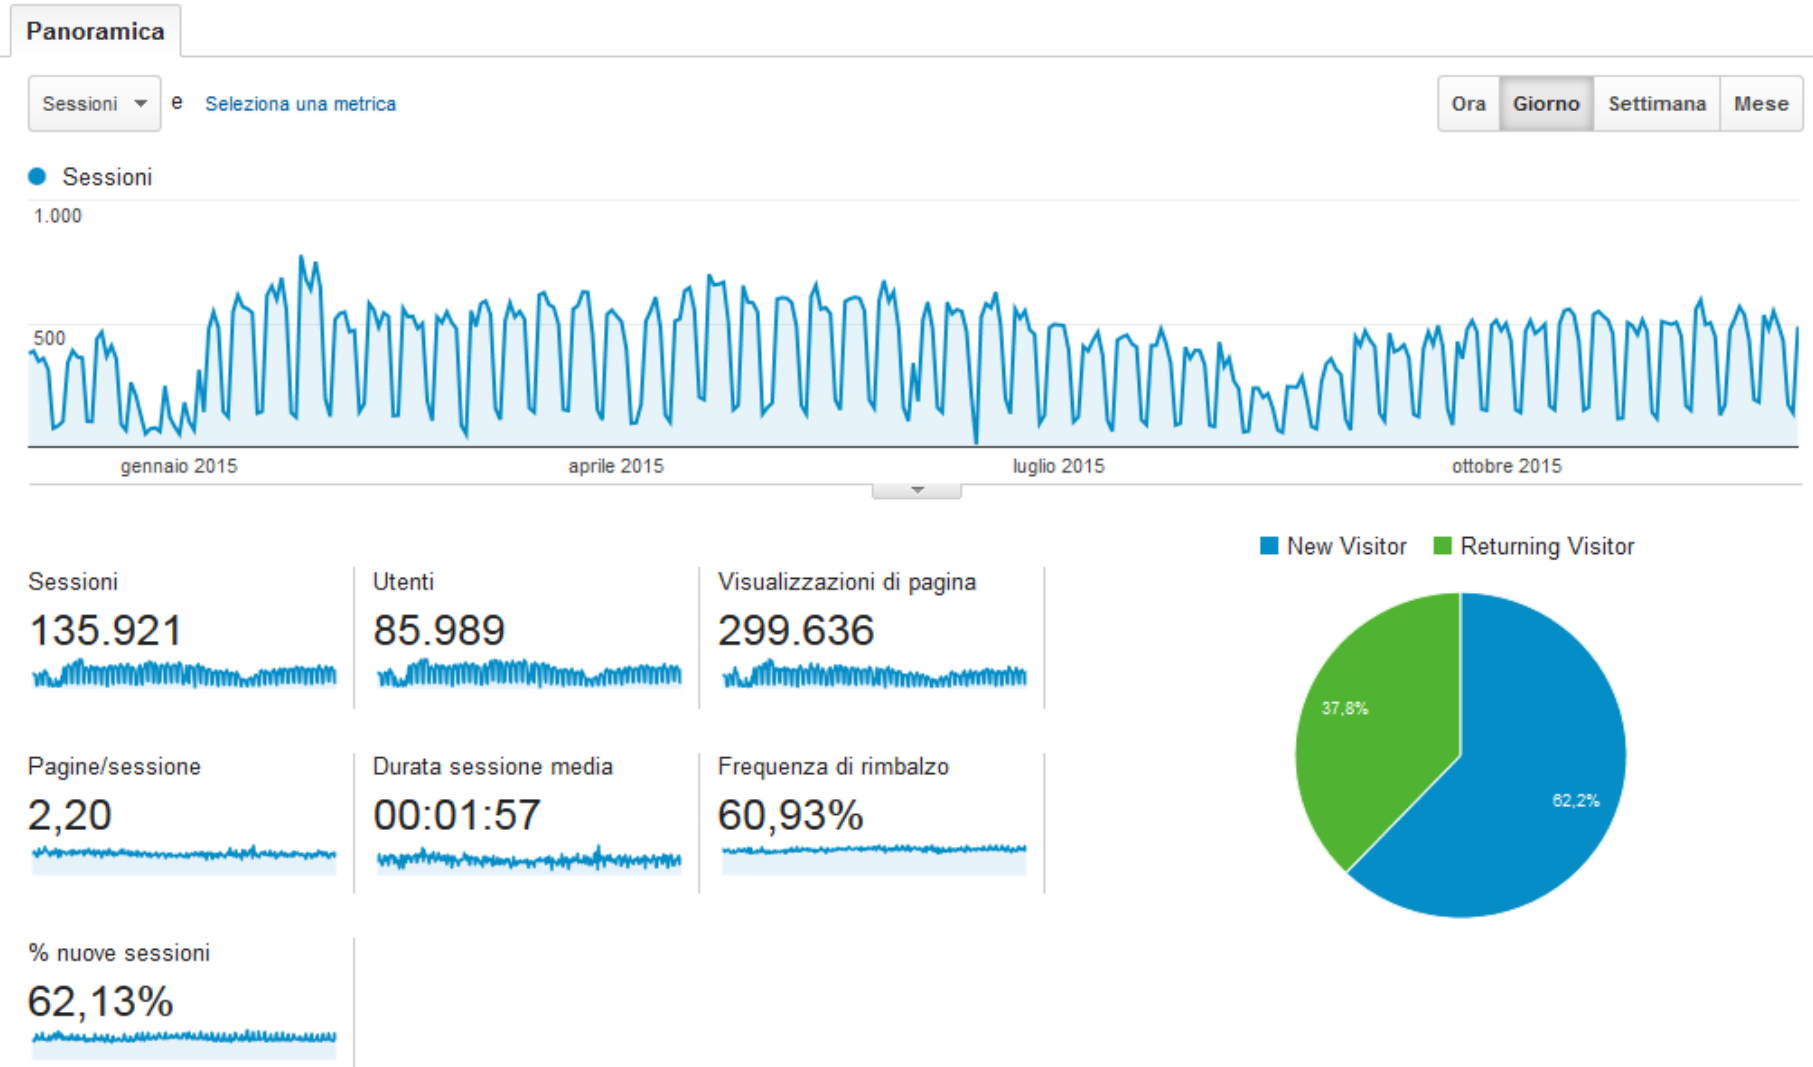 Panoramica
Sessioni e Seleziona una metrica
Ora Giorno Settimana Mese
Sessioni
1.000
500
gennaio 2015 aprile 2015 luglio 2015 ottobre 2015
New Visitor Returning Visitor
Sessioni
135.921
Utenti
85.989
Visualizzazioni di pagina
299.636
Pagine/sessione
2,20
Durata sessione media
00:01:57
Frequenza di rimbalzo
60,93%
% nuove sessioni
62,13%
37,8%
62,2%